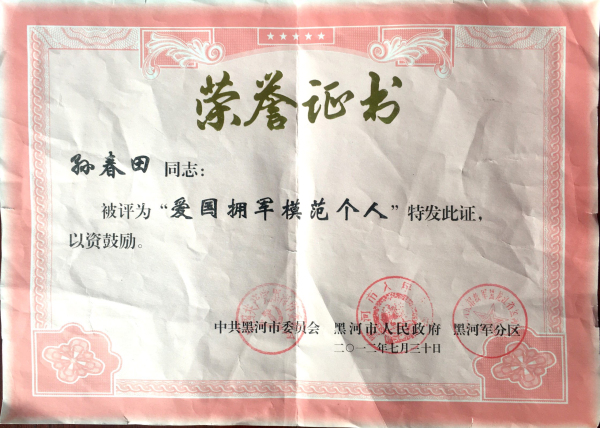 荣誉证书
孙春田 同志：
被评为“爱国拥军模范个人”特发此证，
以资鼓励。
中共黑河市委员会 黑河市人民政府 黑河军分区
二〇一二年七月三十日